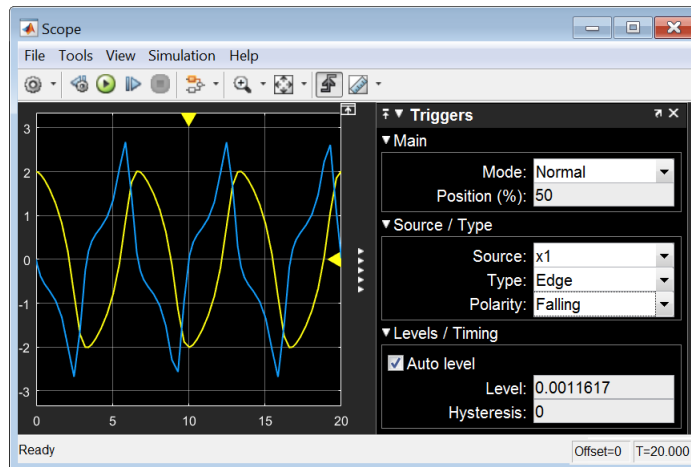 Scope
File Tools View Simulation Help
Triggers
Main
Mode: Normal
Position (%): 50
Source / Type
Source: x1
Type: Edge
Polarity: Falling
Levels / Timing
Auto level
Level: 0.0011617
Hysteresis: 0
3
2
1
0
-1
-2
-3
0 5 10 15 20
Ready
Offset=0 T=20.000